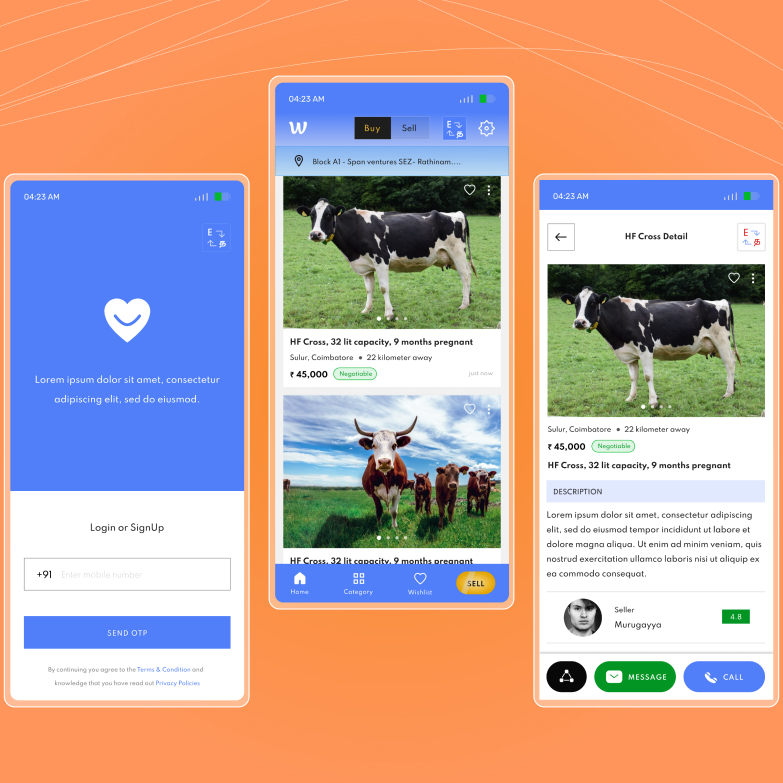 04:23 AM
E
த
Lorem ipsum dolor sit amet, consectetur
adipiscing elit, sed do eiusmod.
Login or SignUp
+91 Enter mobile number
SEND OTP
By continuing you agree to the Terms & Condition and
knowledge that you have read out Privacy Policies
04:23 AM
W
Buy Sell
E
த
Block A1 - Span ventures SEZ- Rathinam....
HF Cross, 32 lit capacity, 9 months pregnant
Sulur, Coimbatore • 22 kilometer away
₹ 45,000 Negotiable just now
HF Cross, 32 lit capacity, 9 months pregnant
Home Category Wishlist SELL
04:23 AM
HF Cross Detail
E
த
Sulur, Coimbatore • 22 kilometer away
₹ 45,000 Negotiable
HF Cross, 32 lit capacity, 9 months pregnant
DESCRIPTION
Lorem ipsum dolor sit amet, consectetur adipiscing
elit, sed do eiusmod tempor incididunt ut labore et
dolore magna aliqua. Ut enim ad minim veniam, quis
nostrud exercitation ullamco laboris nisi ut aliquip ex
ea commodo consequat.
Seller
Murugayya
4.8
MESSAGE CALL